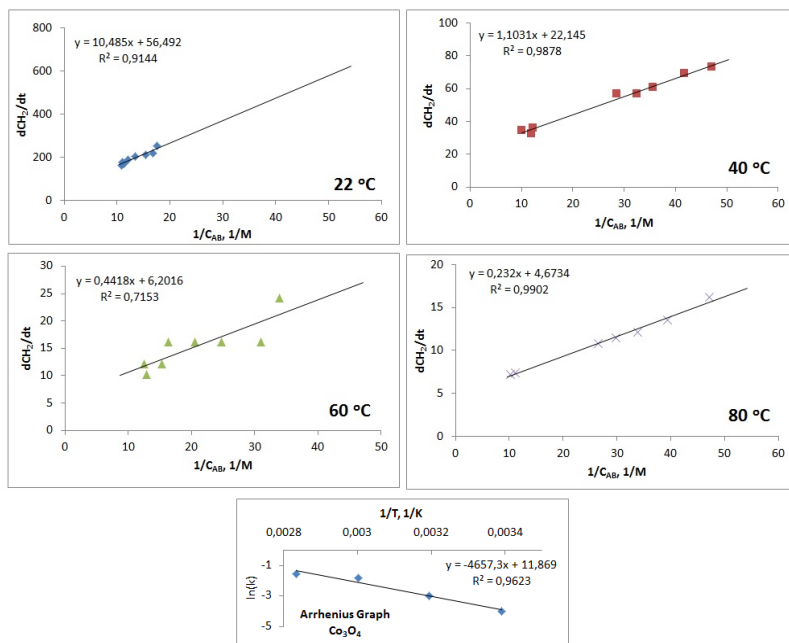 800
600
400
200
0
y = 10,485x + 56,492
R² = 0,9144
dCH₂/dt
0 10 20 30 40 50 60
1/C_AB, 1/M
22 °C
100
80
60
40
20
0
y = 1,1031x + 22,145
R² = 0,9878
dCH₂/dt
0 10 20 30 40 50 60
1/C_AB, 1/M
40 °C
30
25
20
15
10
5
0
y = 0,4418x + 6,2016
R² = 0,7153
dCH₂/dt
0 10 20 30 40 50
1/C_AB, 1/M
60 °C
20
15
10
5
0
y = 0,232x + 4,6734
R² = 0,9902
dCH₂/dt
0 10 20 30 40 50 60
1/C_AB, 1/M
80 °C
1/T, 1/K
0,0028 0,003 0,0032 0,0034
-1
-3
-5
ln(k)
y = -4657,3x + 11,869
R² = 0,9623
Arrhenius Graph
Co₃O₄